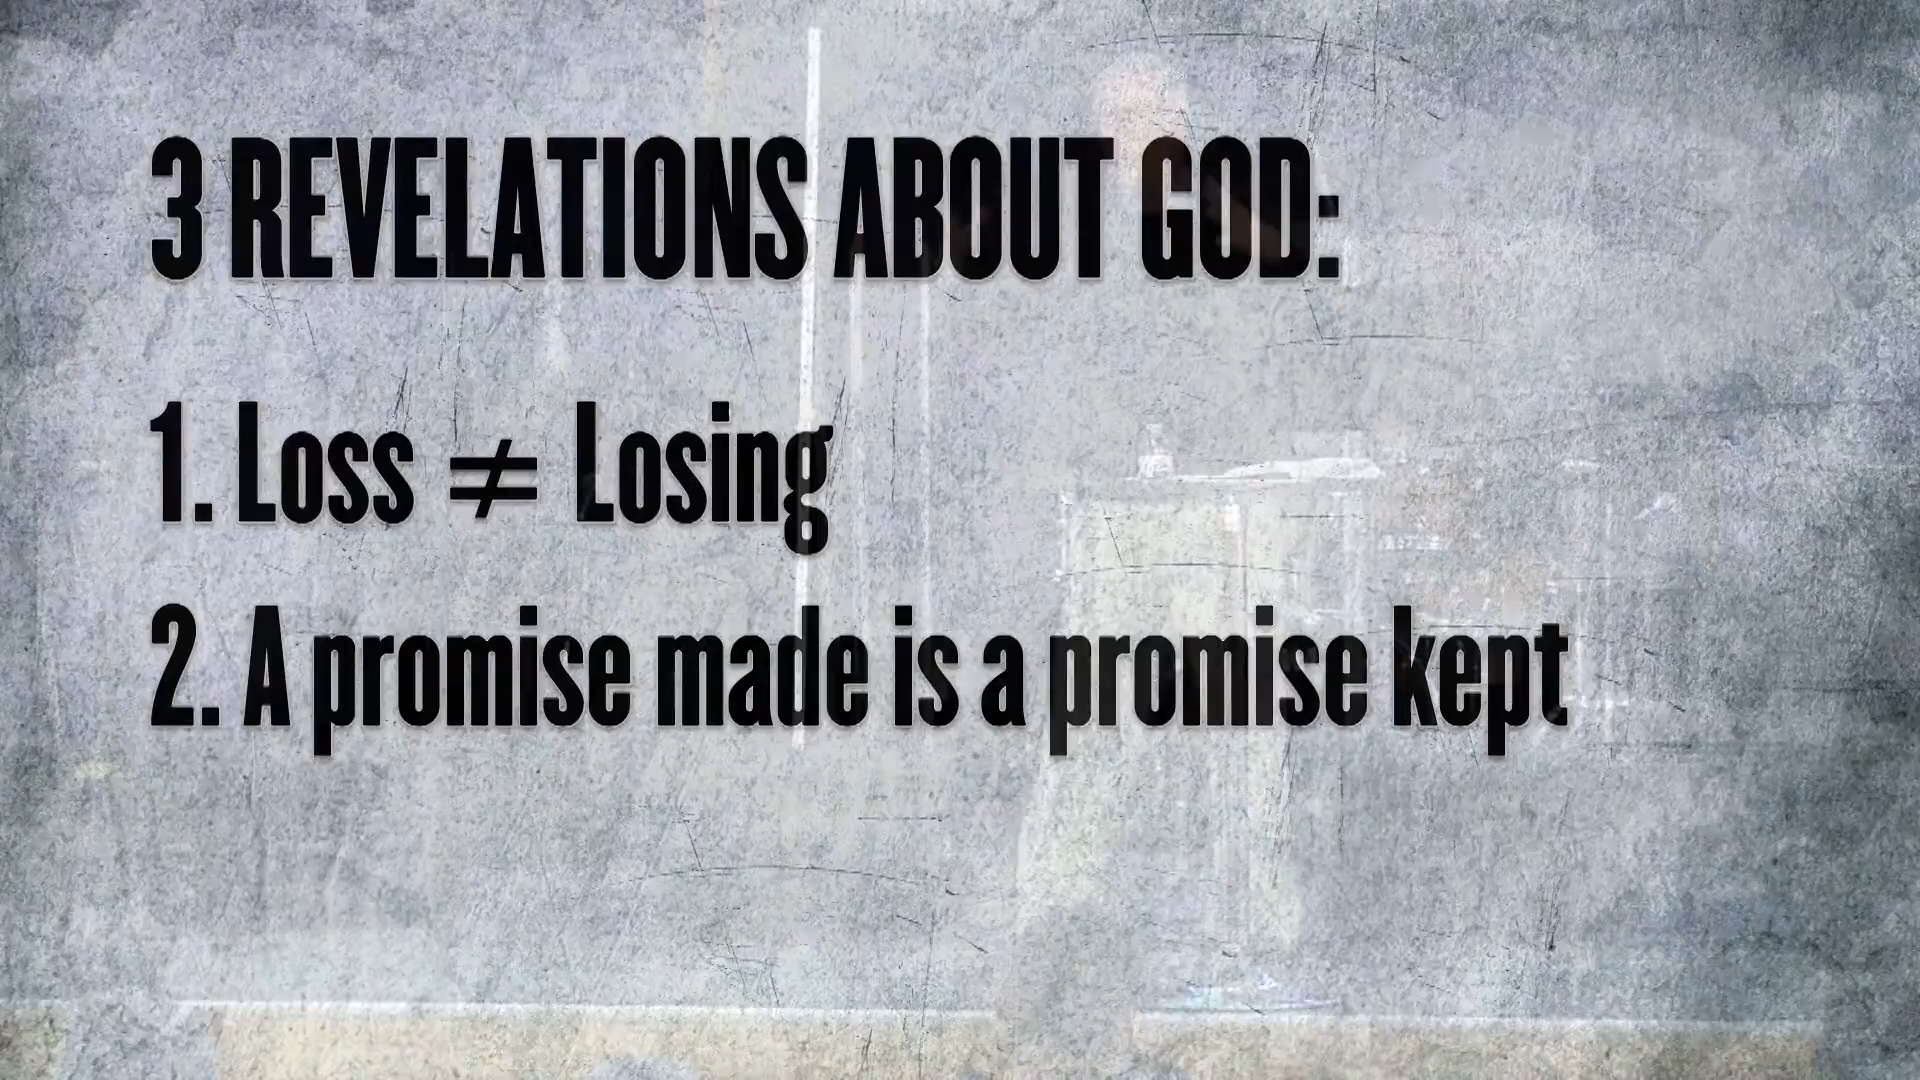 3 REVELATIONS ABOUT GOD:
1. Loss ≠ Losing
2. A promise made is a promise kept